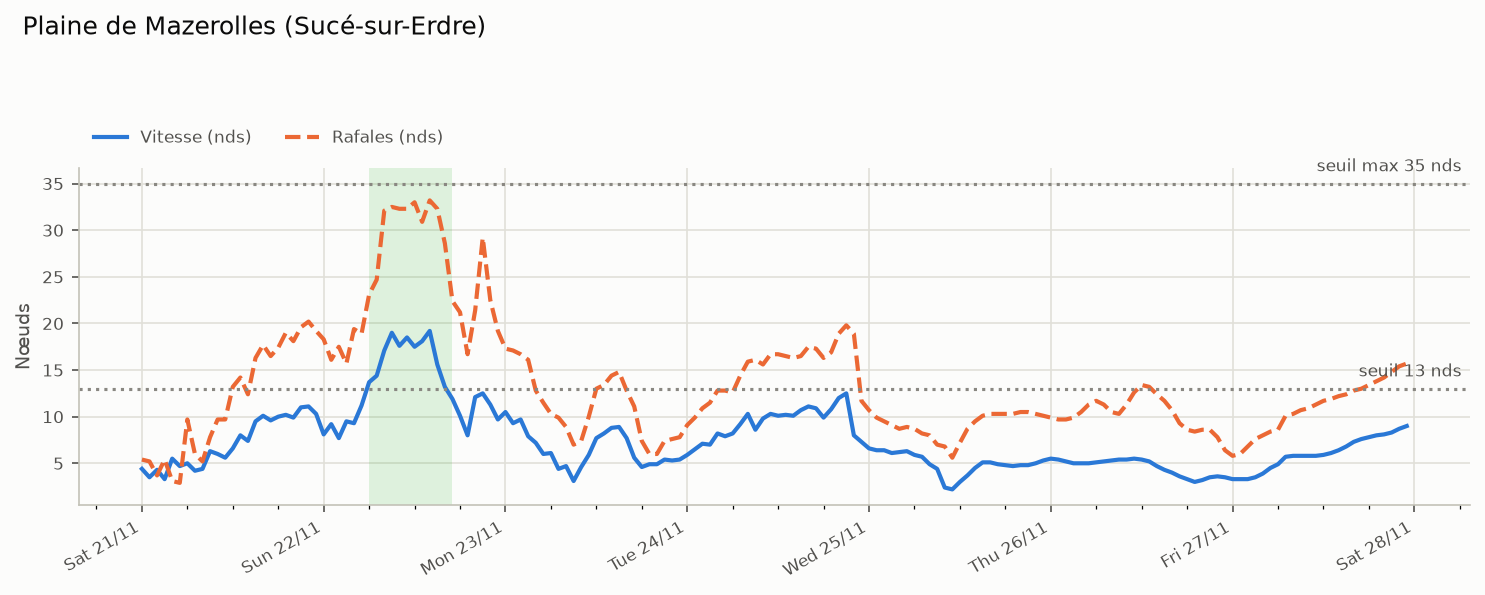 Plaine de Mazerolles (Sucé-sur-Erdre)
Vitesse (nds)
Rafales (nds)
seuil max 35 nds
seuil 13 nds
Nœuds
35
30
25
20
15
10
5
Sat 21/11
Sun 22/11
Mon 23/11
Tue 24/11
Wed 25/11
Thu 26/11
Fri 27/11
Sat 28/11